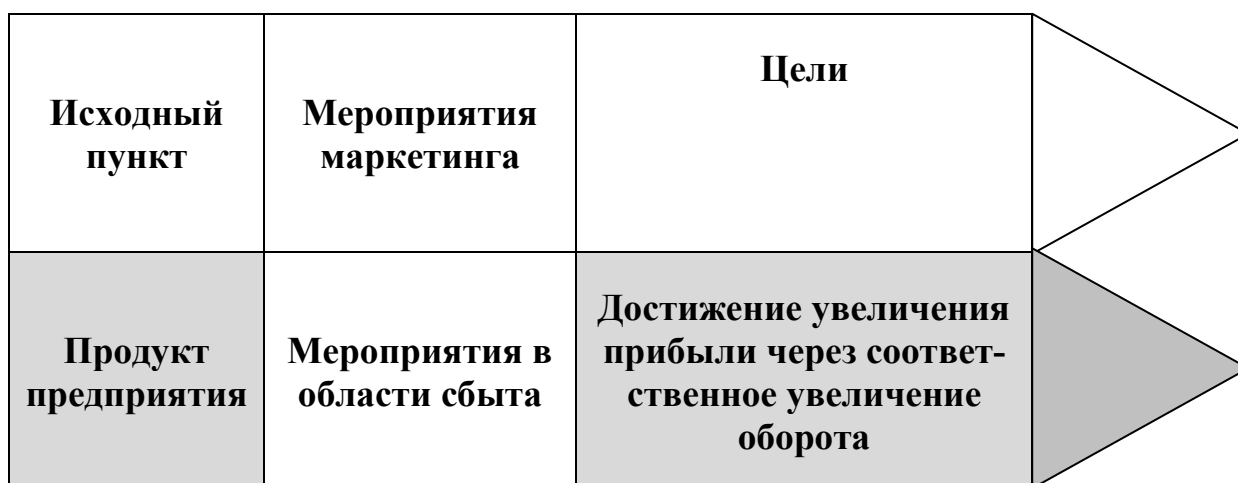 Исходный
пункт
Мероприятия
маркетинга
Цели
Продукт
предприятия
Мероприятия в
области сбыта
Достижение увеличения
прибыли через соответ-
ственное увеличение
оборота